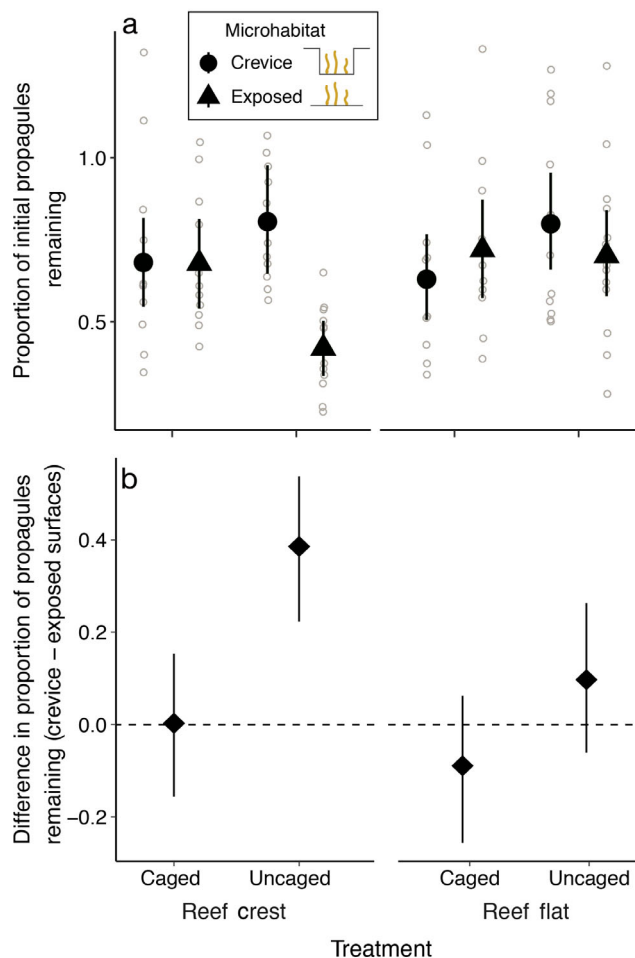 a
Microhabitat
Crevice
Exposed
Proportion of initial propagules
remaining
1.0
0.5
b
Difference in proportion of propagules
remaining (crevice – exposed surfaces)
0.4
0.2
0.0
−0.2
Caged Uncaged Caged Uncaged
Reef crest Reef flat
Treatment